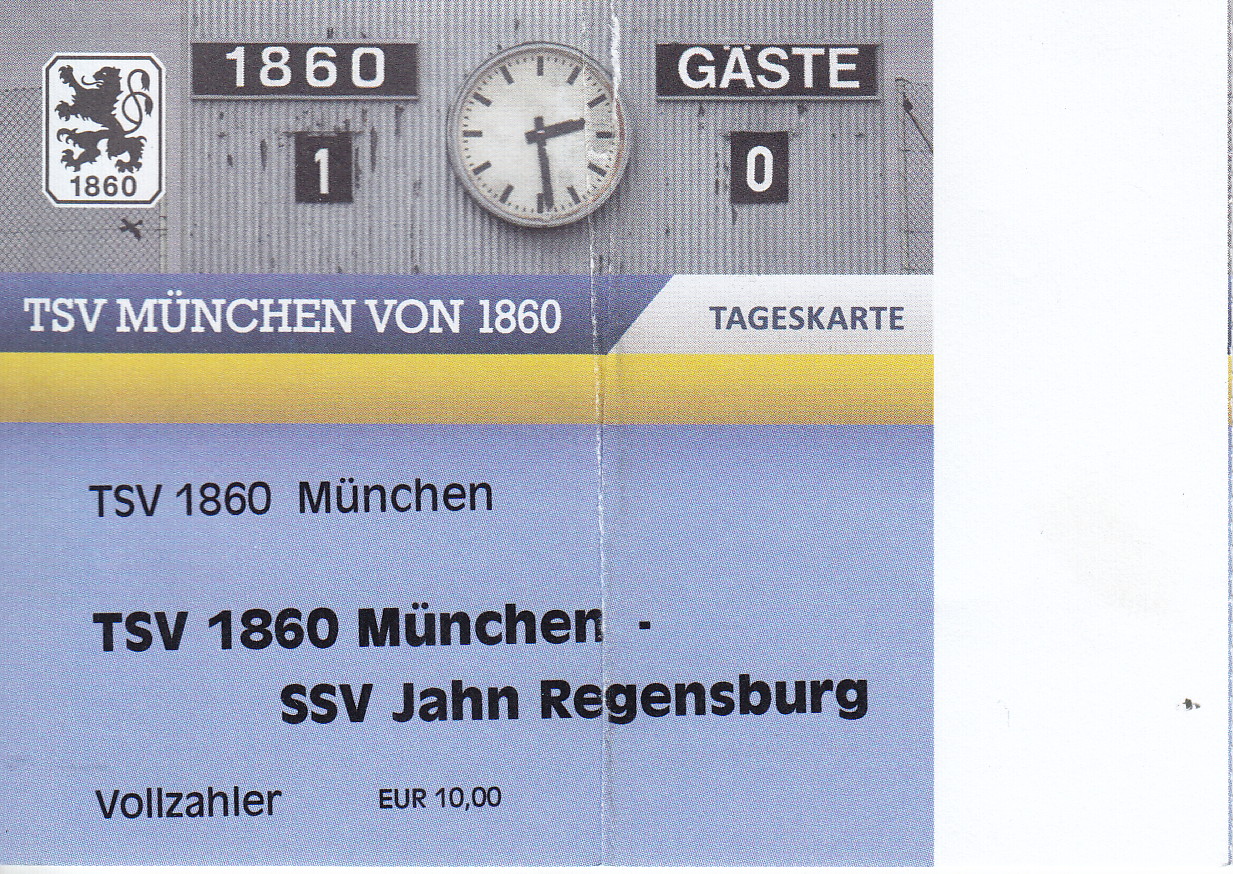 1860 GÄSTE
1 0
1860
TSV MÜNCHEN VON 1860 TAGESKARTE
TSV 1860 München
TSV 1860 München -
SSV Jahn Regensburg
Vollzahler EUR 10,00